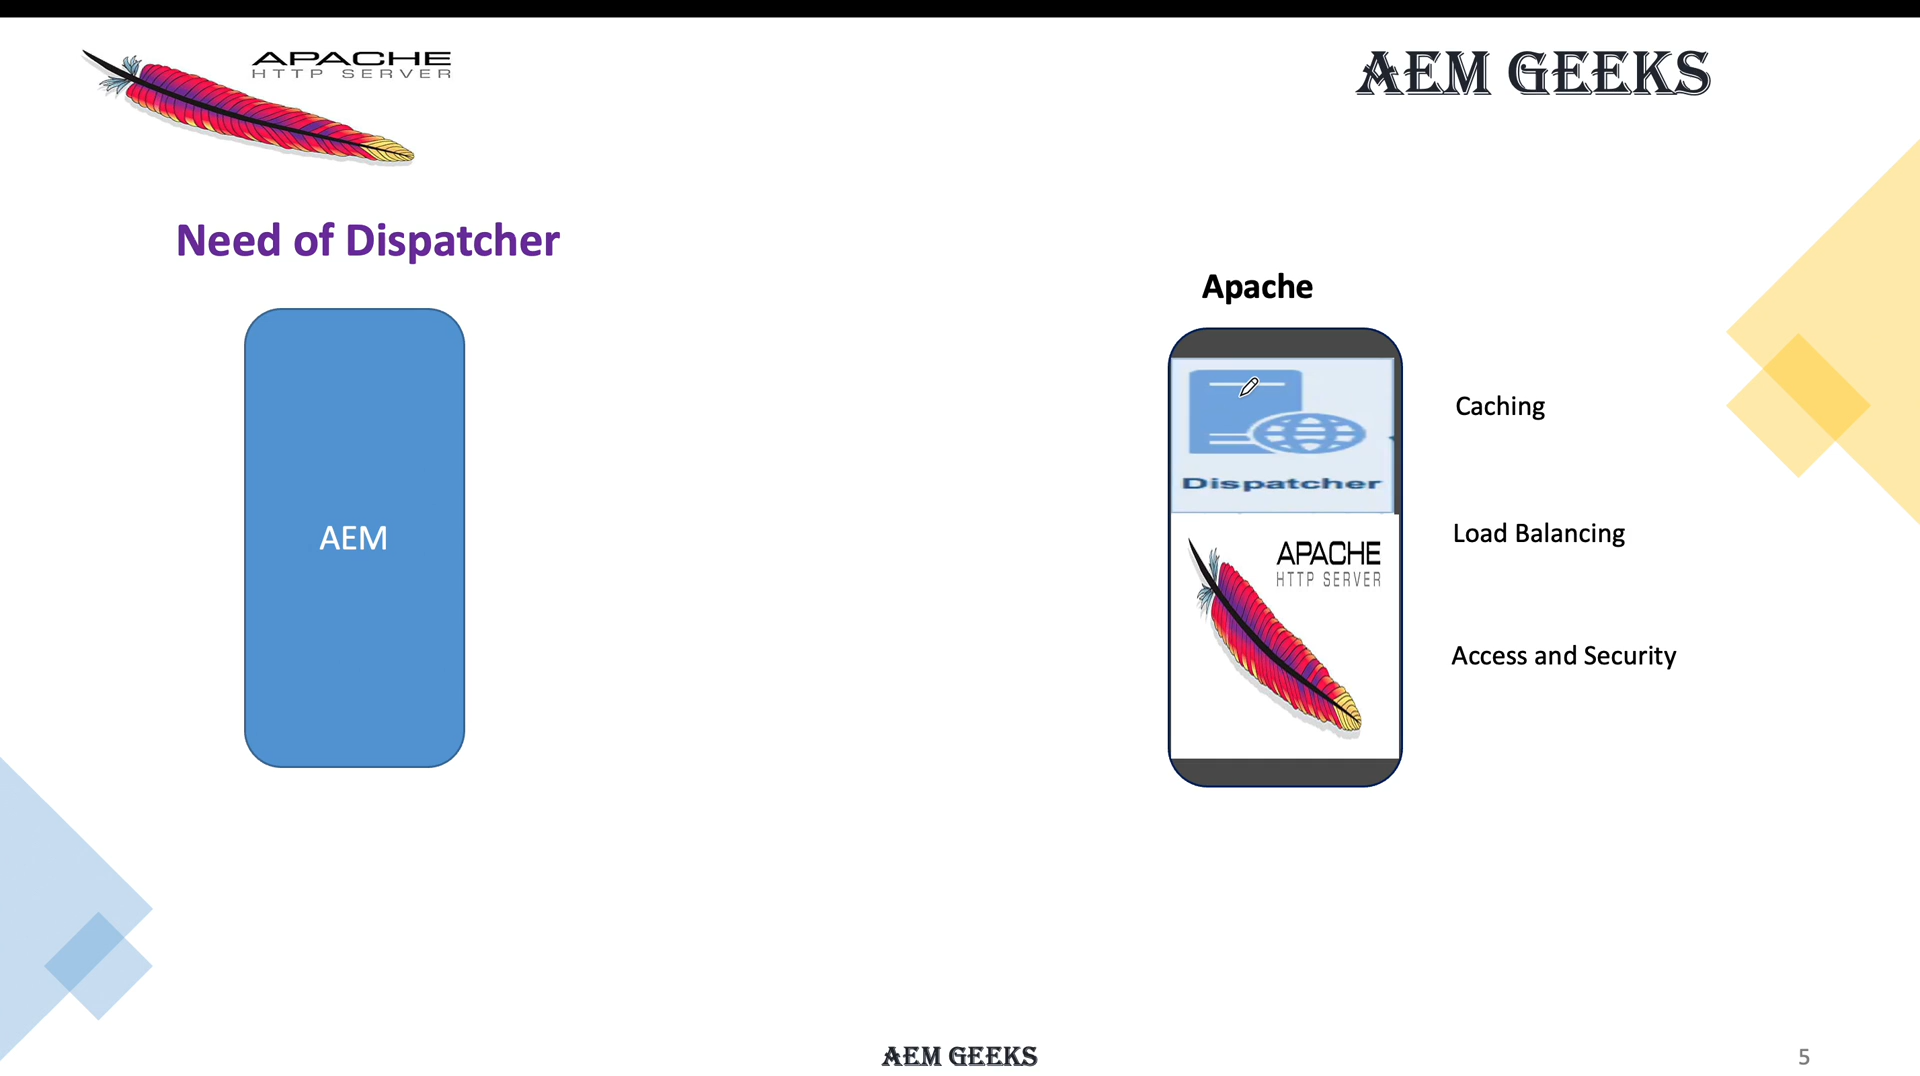 APACHE
HTTP SERVER
AEM GEEKS
Need of Dispatcher
AEM
Apache
Dispatcher
APACHE
HTTP SERVER
Caching
Load Balancing
Access and Security
AEM GEEKS
5